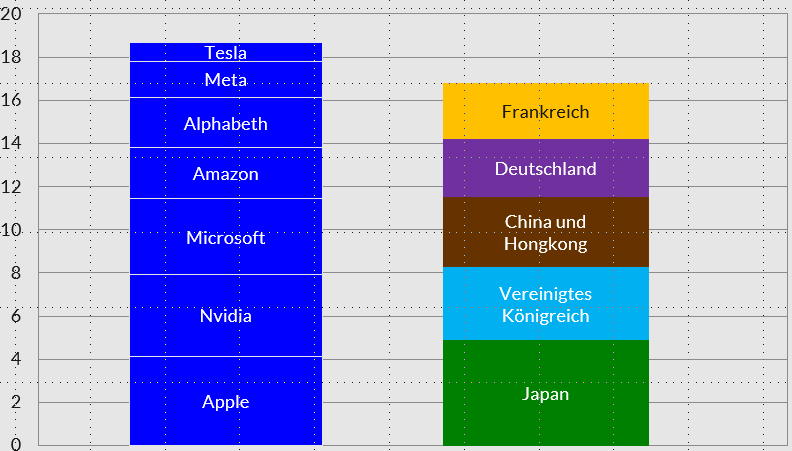 20
18
16
14
12
10
8
6
4
2
0
Tesla
Meta
Alphabeth
Amazon
Microsoft
Nvidia
Apple
Frankreich
Deutschland
China und
Hongkong
Vereinigtes
Königreich
Japan